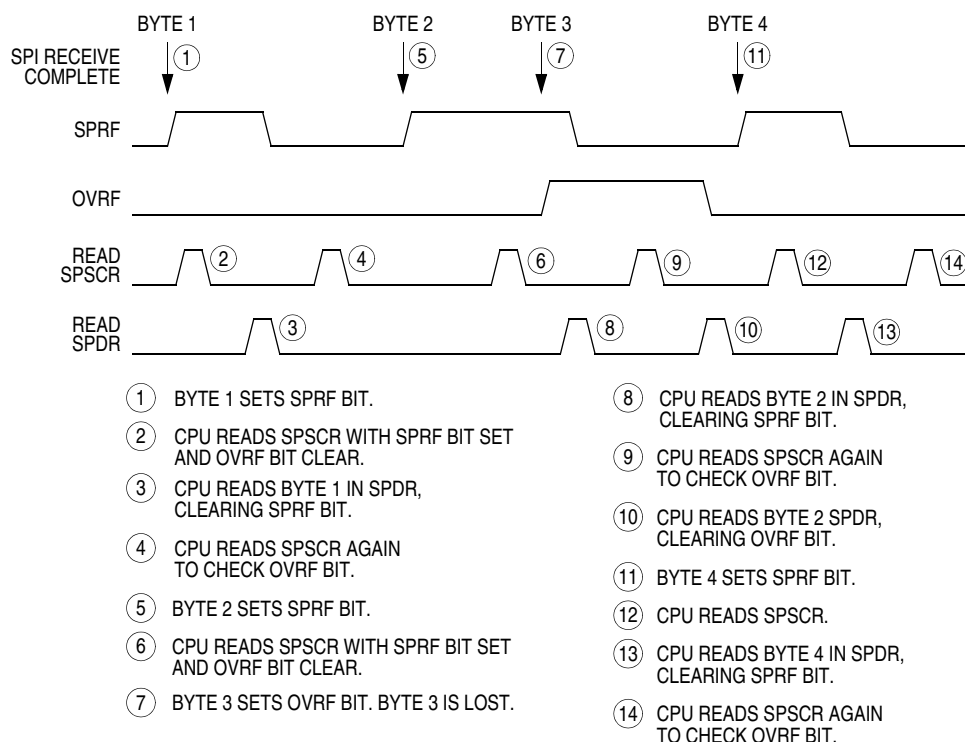 BYTE 1 BYTE 2 BYTE 3 BYTE 4
SPI RECEIVE
COMPLETE
1 5 7 11
SPRF
OVRF
READ
SPSCR
2 4 6 9 12 14
READ
SPDR
3 8 10 13
1 BYTE 1 SETS SPRF BIT.
2 CPU READS SPSCR WITH SPRF BIT SET
AND OVRF BIT CLEAR.
3 CPU READS BYTE 1 IN SPDR,
CLEARING SPRF BIT.
4 CPU READS SPSCR AGAIN
TO CHECK OVRF BIT.
5 BYTE 2 SETS SPRF BIT.
6 CPU READS SPSCR WITH SPRF BIT SET
AND OVRF BIT CLEAR.
7 BYTE 3 SETS OVRF BIT. BYTE 3 IS LOST.
8 CPU READS BYTE 2 IN SPDR,
CLEARING SPRF BIT.
9 CPU READS SPSCR AGAIN
TO CHECK OVRF BIT.
10 CPU READS BYTE 2 SPDR,
CLEARING OVRF BIT.
11 BYTE 4 SETS SPRF BIT.
12 CPU READS SPSCR.
13 CPU READS BYTE 4 IN SPDR,
CLEARING SPRF BIT.
14 CPU READS SPSCR AGAIN
TO CHECK OVRF BIT.